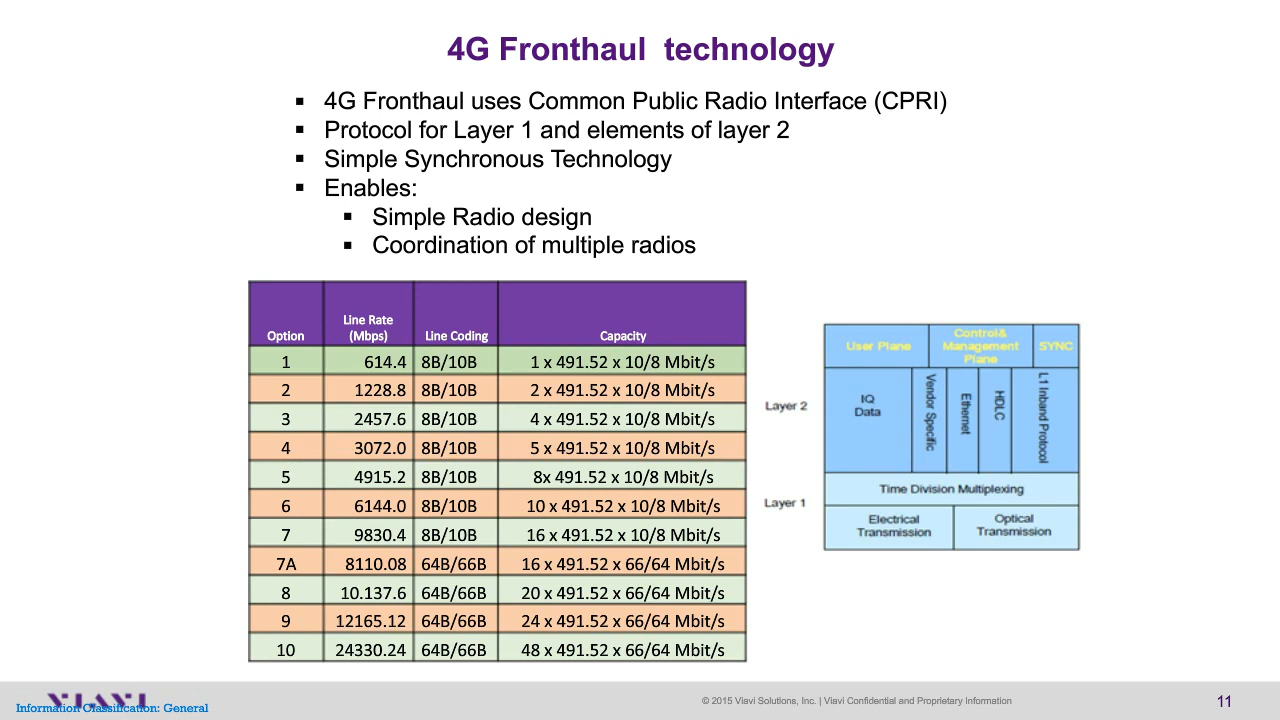 4G Fronthaul technology
▪ 4G Fronthaul uses Common Public Radio Interface (CPRI)
▪ Protocol for Layer 1 and elements of layer 2
▪ Simple Synchronous Technology
▪ Enables:
▪ Simple Radio design
▪ Coordination of multiple radios
Option Line Rate (Mbps) Line Coding Capacity
1 614.4 8B/10B 1 x 491.52 x 10/8 Mbit/s
2 1228.8 8B/10B 2 x 491.52 x 10/8 Mbit/s
3 2457.6 8B/10B 4 x 491.52 x 10/8 Mbit/s
4 3072.0 8B/10B 5 x 491.52 x 10/8 Mbit/s
5 4915.2 8B/10B 8x 491.52 x 10/8 Mbit/s
6 6144.0 8B/10B 10 x 491.52 x 10/8 Mbit/s
7 9830.4 8B/10B 16 x 491.52 x 10/8 Mbit/s
7A 8110.08 64B/66B 16 x 491.52 x 66/64 Mbit/s
8 10.137.6 64B/66B 20 x 491.52 x 66/64 Mbit/s
9 12165.12 64B/66B 24 x 491.52 x 66/64 Mbit/s
10 24330.24 64B/66B 48 x 491.52 x 66/64 Mbit/s
User Plane
Control&
Management
Plane
SYNC
Layer 2
IQ
Data
Vendor Specific
Ethernet
HDLC
L1 Inband Protocol
Layer 1
Time Division Multiplexing
Electrical
Transmission
Optical
Transmission
VIAVI
Information Classification: General
© 2015 Viavi Solutions, Inc. | Viavi Confidential and Proprietary Information
11